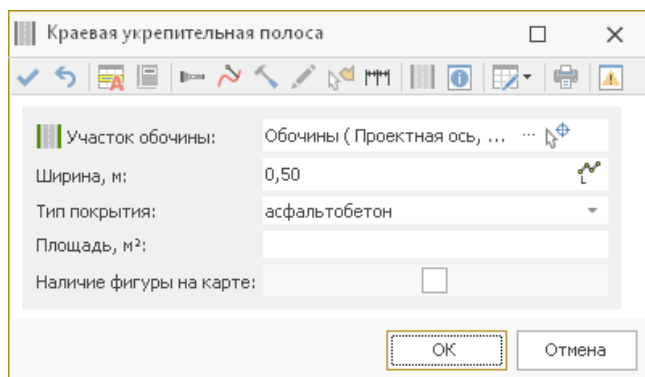 Краевая укрепительная полоса
Участок обочины: Обочины ( Проектная ось, ... ...
Ширина, м: 0,50
Тип покрытия: асфальтобетон
Площадь, м²:
Наличие фигуры на карте:
ОК Отмена